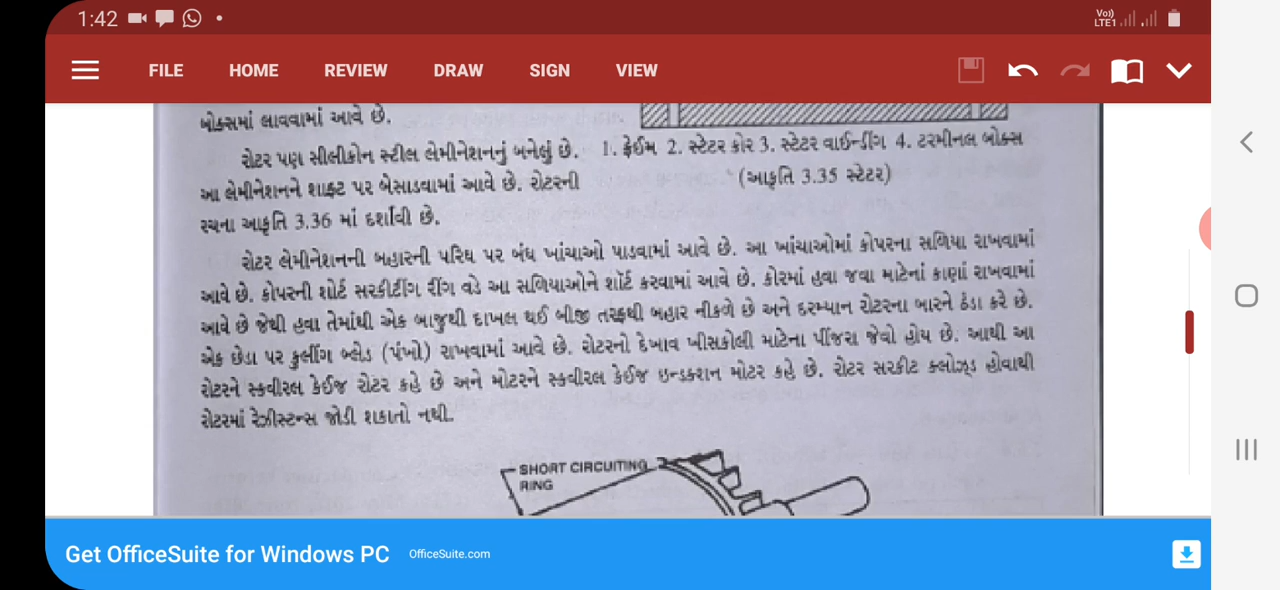 1:42
Vo)) LTE1
FILE HOME REVIEW DRAW SIGN VIEW
બોક્સમાં લાવવામાં આવે છે.
રોટર પણ સીલીકોન સ્ટીલ લેમીનેશનનું બનેલું છે.
આ લેમીનેશનને શાફ્ટ પર બેસાડવામાં આવે છે. રોટરની
રચના આકૃતિ 3.36 માં દર્શાવી છે.
1. ફ્રેઈમ 2. સ્ટેટર કોર 3. સ્ટેટર વાઈન્ડીંગ 4. ટરમીનલ બોક્સ
(આકૃતિ 3.35 સ્ટેટર)
રોટર લેમીનેશનની બહારની પરિઘ પર બંધ ખાંચાઓ પાડવામાં આવે છે. આ ખાંચાઓમાં કોપરના સળિયા રાખવામાં
આવે છે. કોપરની શોર્ટ સરકીટીંગ રીંગ વડે આ સળિયાઓને શૉર્ટ કરવામાં આવે છે. કોરમાં હવા જવા માટેનાં કાણાં રાખવામાં
આવે છે જેથી હવા તેમાંથી એક બાજુથી દાખલ થઈ બીજી તરફથી બહાર નીકળે છે અને દરમ્યાન રોટરના બારને ઠંડા કરે છે.
એક છેડા પર કુલીંગ બ્લેડ (પંખો) રાખવામાં આવે છે. રોટરનો દેખાવ ખીસકોલી માટેના પીંજરા જેવો હોય છે. આથી આ
રોટરને સ્કવીરલ કેઈજ રોટર કહે છે અને મોટરને સ્કવીરલ કેઈજ ઇન્ડક્શન મોટર કહે છે. રોટર સરકીટ ક્લોઝ્ડ હોવાથી
રોટરમાં રેઝીસ્ટન્સ જોડી શકાતો નથી.
SHORT CIRCUITING
RING
Get OfficeSuite for Windows PC OfficeSuite.com